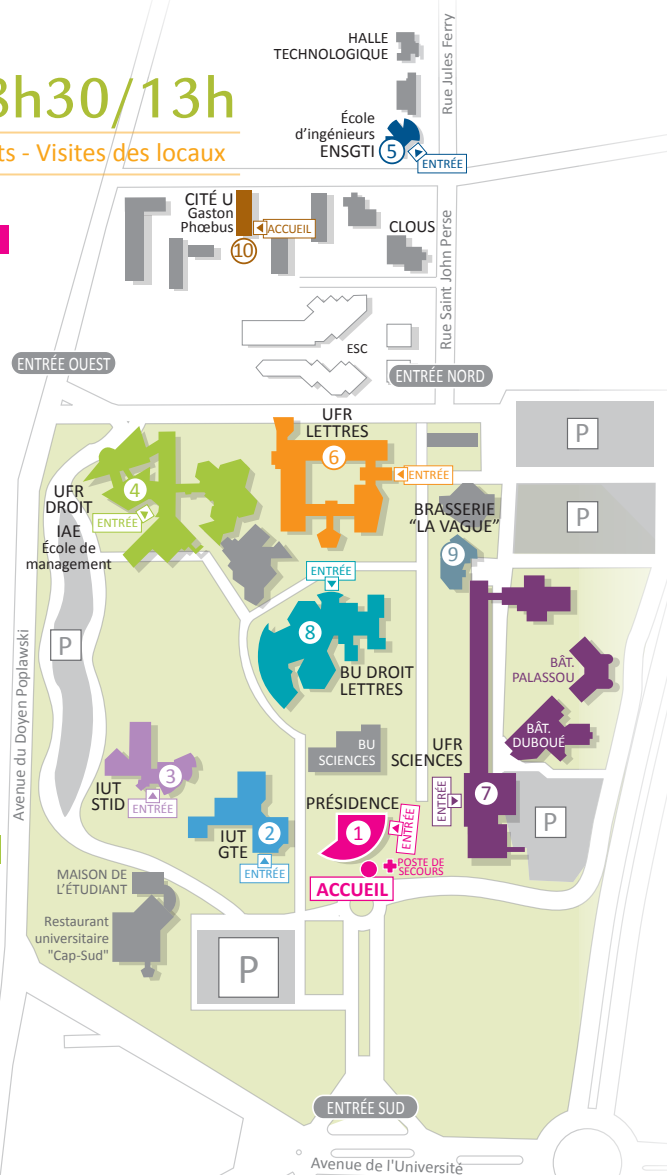 HALLE
TECHNOLOGIQUE
Rue Jules Ferry
8h30/13h
École
d'ingénieurs
ENSGTI
5
ENTRÉE
ts - Visites des locaux
CITÉ U
Gaston
Phœbus
ACCUEIL
10
CLOUS
Rue Saint John Perse
ESC
ENTRÉE OUEST
ENTRÉE NORD
UFR
LETTRES
6
ENTRÉE
P
UFR
DROIT
4
ENTRÉE
IAE
École de
management
BRASSERIE
"LA VAGUE"
9
P
ENTRÉE
8
BU DROIT
LETTRES
P
Avenue du Doyen Poplawski
BÂT.
PALASSOU
BÂT.
DUBOUÉ
BU
SCIENCES
UFR
SCIENCES
ENTRÉE
7
P
IUT
STID
3
ENTRÉE
IUT
GTE
2
ENTRÉE
PRÉSIDENCE
1
ENTRÉE
POSTE DE
SECOURS
ACCUEIL
MAISON DE
L'ÉTUDIANT
Restaurant
universitaire
"Cap-Sud"
P
ENTRÉE SUD
Avenue de l'Université